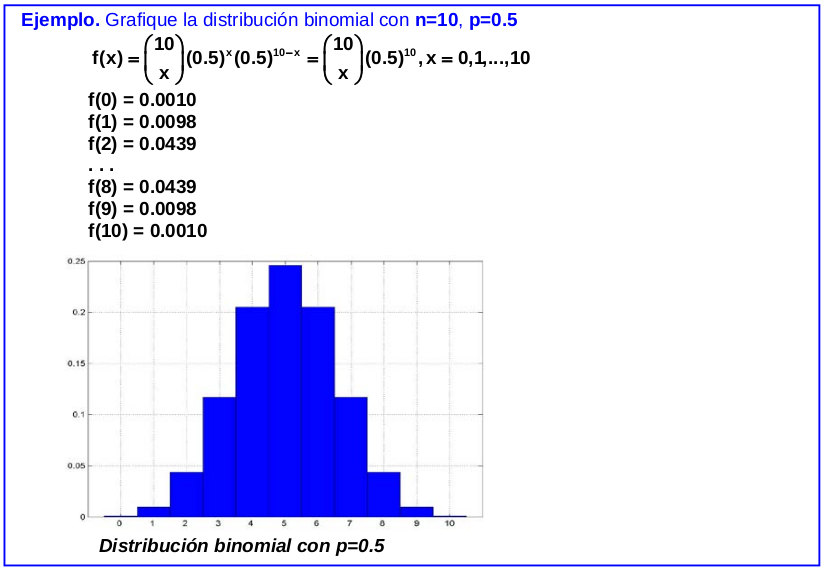 Ejemplo. Grafique la distribución binomial con n=10, p=0.5
f(x) = (10 x) (0.5)^x (0.5)^10−x = (10 x) (0.5)^10 , x = 0,1,...,10
f(0) = 0.0010
f(1) = 0.0098
f(2) = 0.0439
. . .
f(8) = 0.0439
f(9) = 0.0098
f(10) = 0.0010
0.25
0.2
0.15
0.1
0.05
0
0 1 2 3 4 5 6 7 8 9 10
Distribución binomial con p=0.5